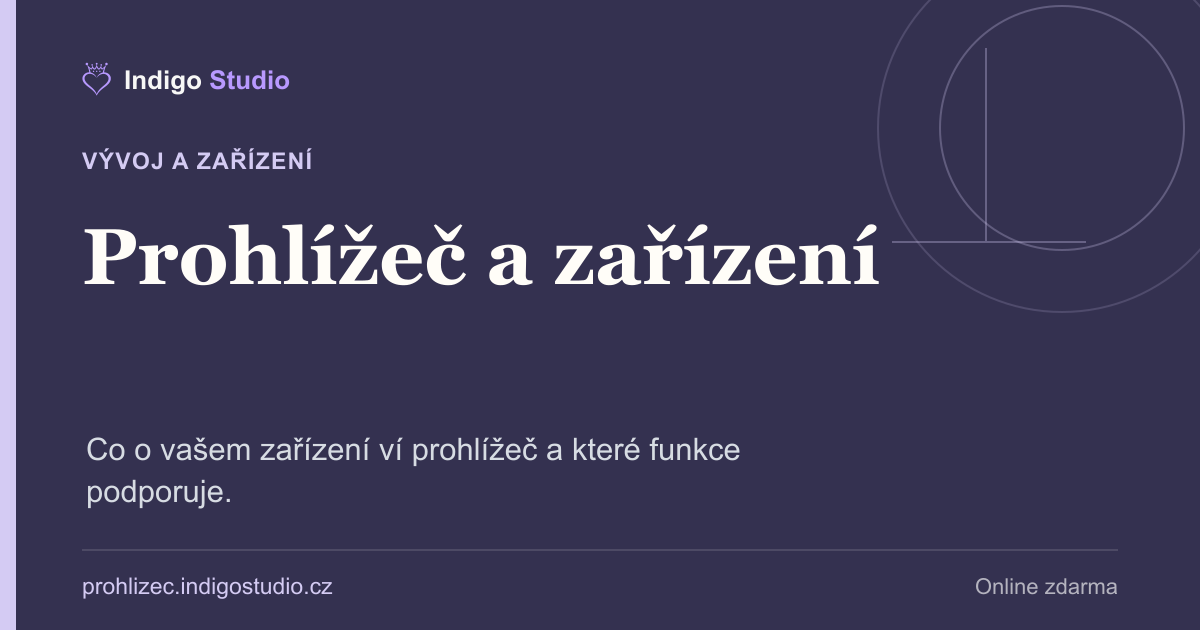 Indigo Studio
VÝVOJ A ZAŘÍZENÍ
Prohlížeč a zařízení
Co o vašem zařízení ví prohlížeč a které funkce
podporuje.
prohlizec.indigostudio.cz
Online zdarma